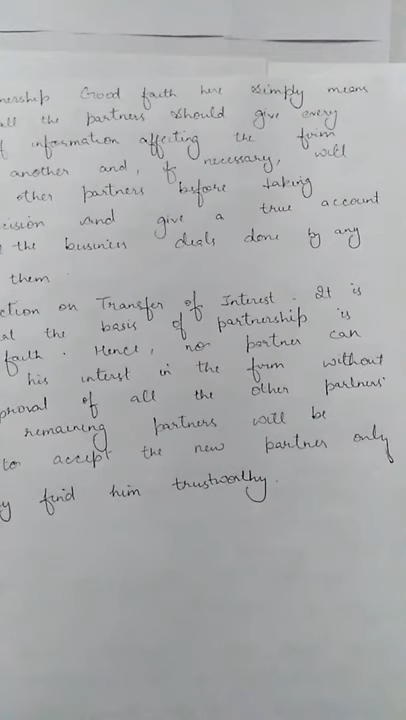 nership Good faith here simply means
all the partners should give every
f information affecting the firm
another and, if necessary, will
other partners before taking
cision and give a true account
the business deals done by any
them.
ction on Transfer of Interest. It is
at the basis of partnership is
faith. Hence, no partner can
his interest in the firm without
proval of all the other partners'
remaining partners will be
to accept the new partner only
y find him trustworthy.